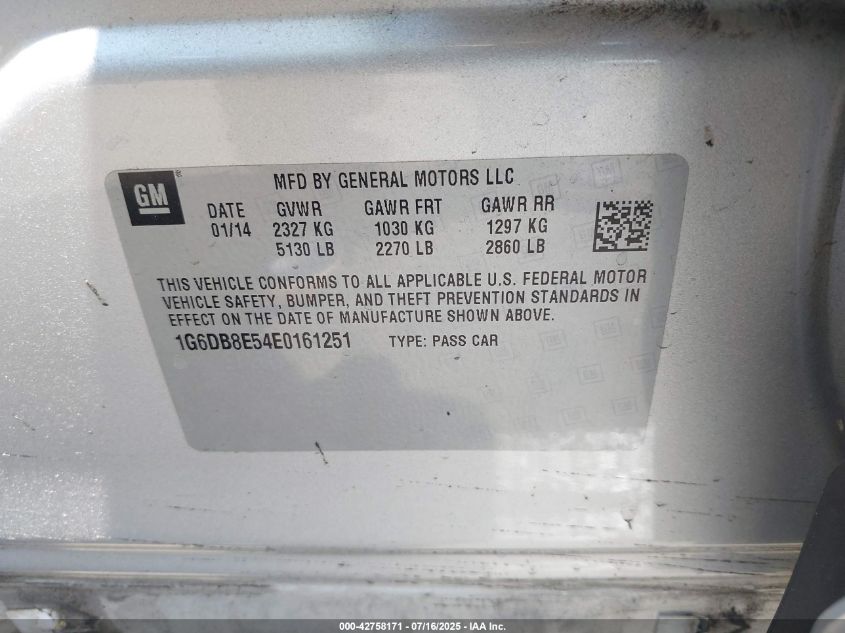 GM
MFD BY GENERAL MOTORS LLC
DATE GVWR GAWR FRT GAWR RR
01/14 2327 KG 1030 KG 1297 KG
5130 LB 2270 LB 2860 LB
THIS VEHICLE CONFORMS TO ALL APPLICABLE U.S. FEDERAL MOTOR
VEHICLE SAFETY, BUMPER, AND THEFT PREVENTION STANDARDS IN
EFFECT ON THE DATE OF MANUFACTURE SHOWN ABOVE.
1G6DB8E54E0161251 TYPE: PASS CAR
000-42758171 - 07/16/2025 - IAA Inc.